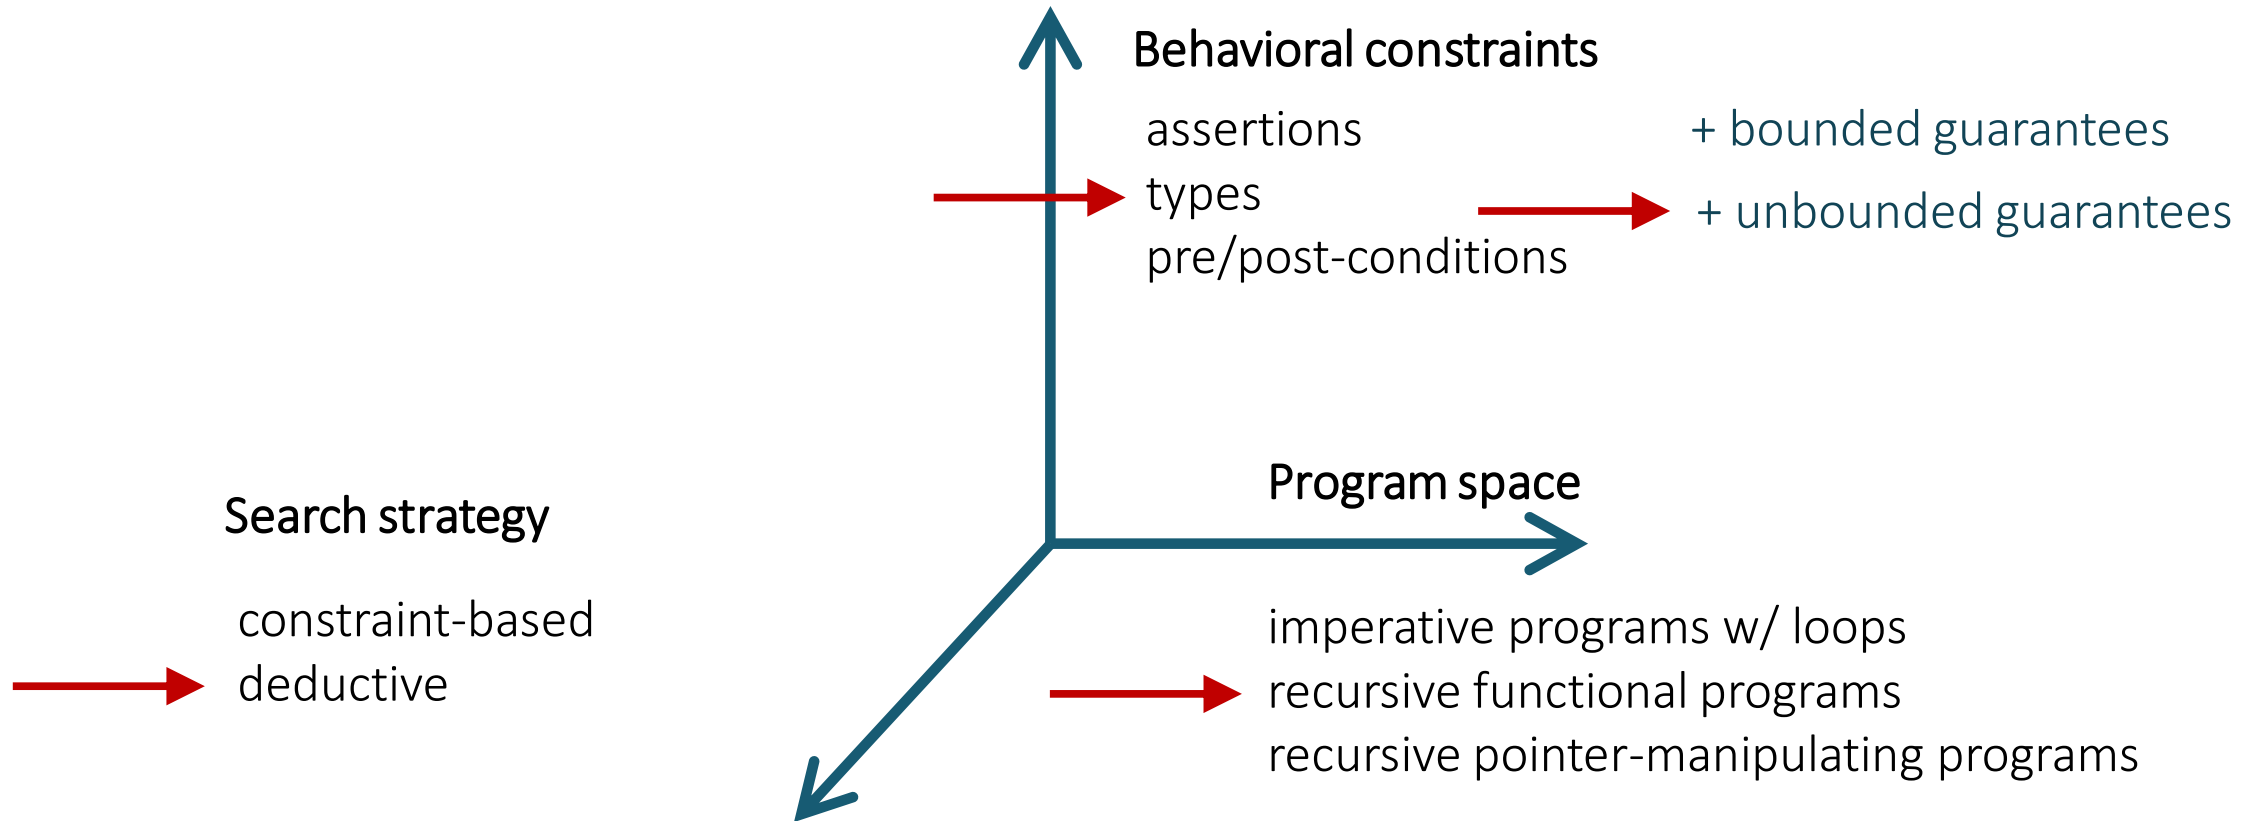 Behavioral constraints
assertions
types
pre/post-conditions
+ bounded guarantees
+ unbounded guarantees
Search strategy
constraint-based
deductive
Program space
imperative programs w/ loops
recursive functional programs
recursive pointer-manipulating programs